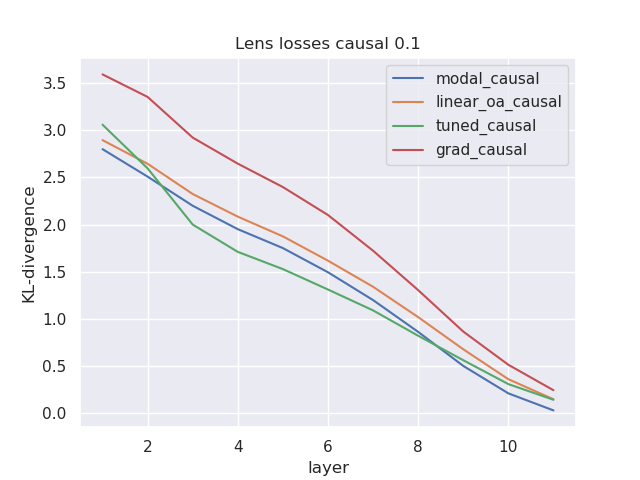 Lens losses causal 0.1
modal_causal
linear_oa_causal
tuned_causal
grad_causal
KL-divergence
3.5
3.0
2.5
2.0
1.5
1.0
0.5
0.0
2 4 6 8 10
layer